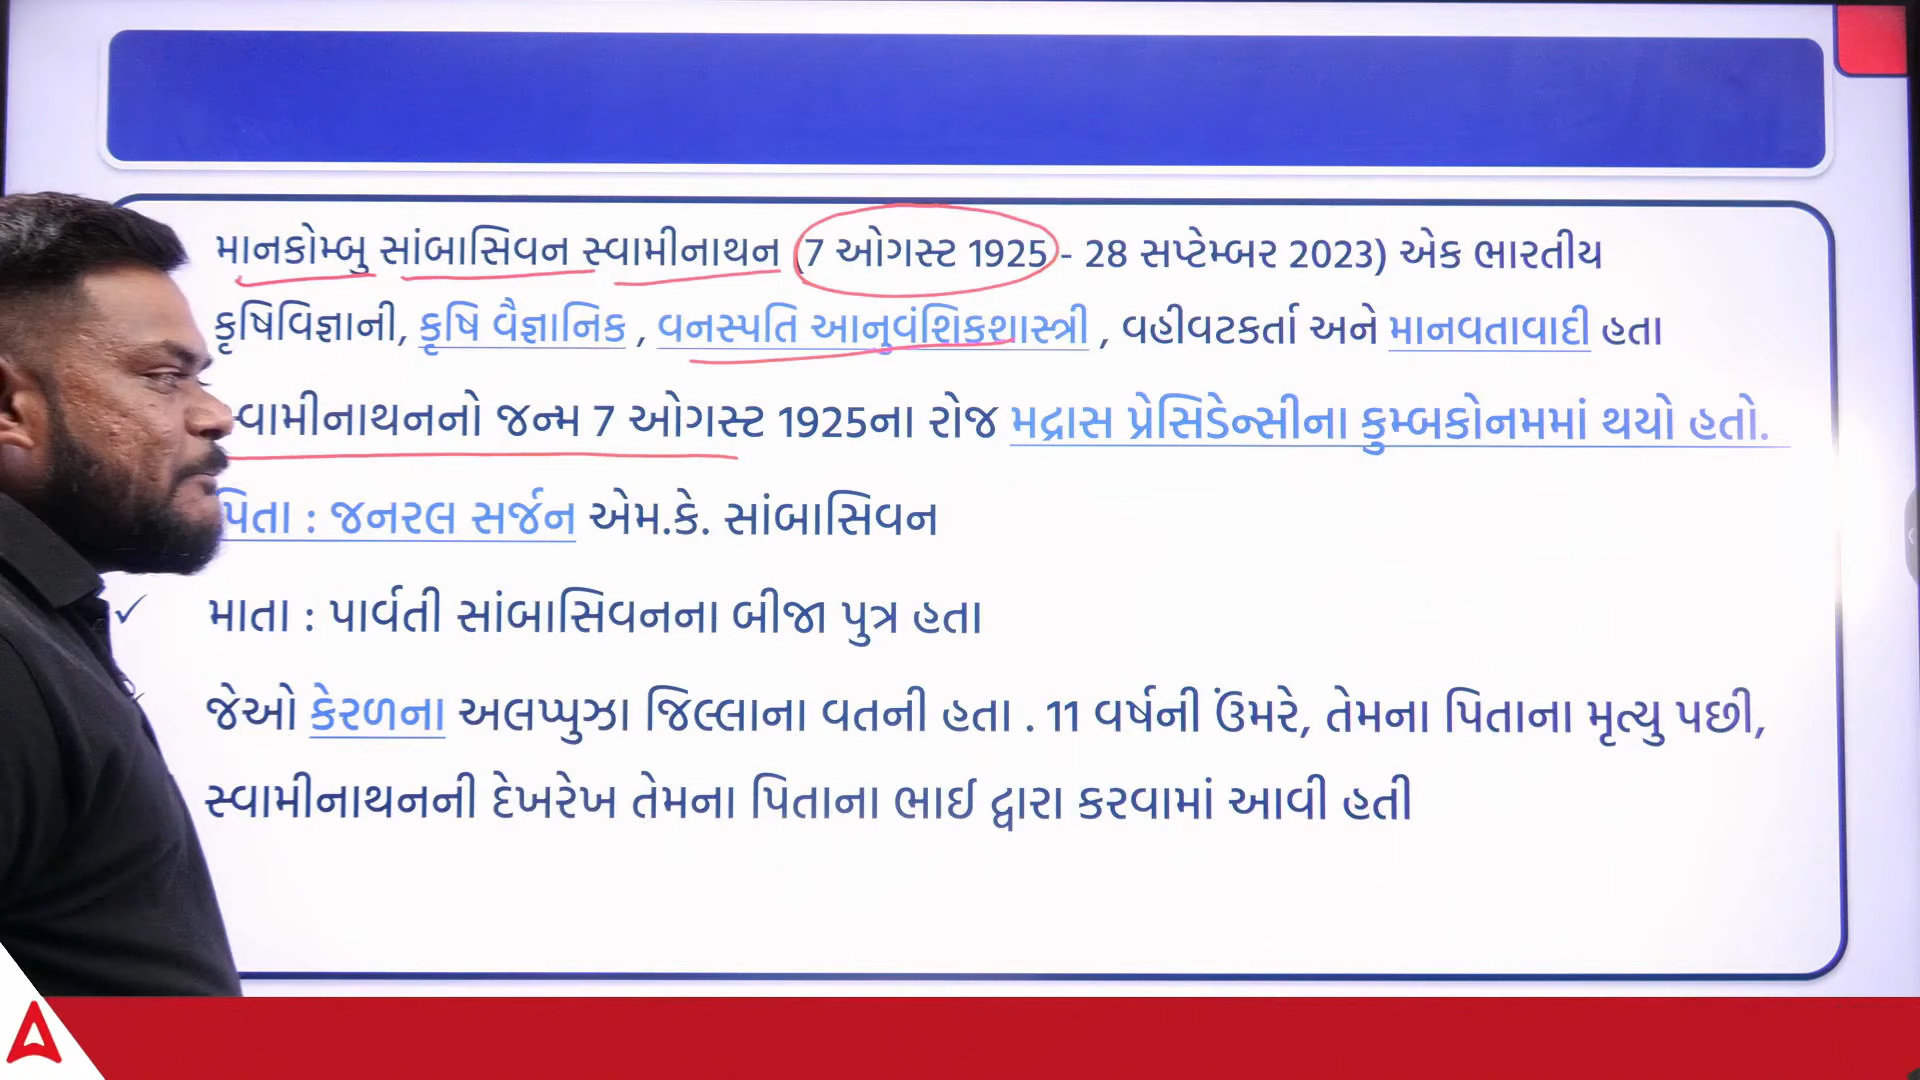 માનકોમ્બુ સાંબાસિવન સ્વામીનાથન (7 ઓગસ્ટ 1925 - 28 સપ્ટેમ્બર 2023) એક ભારતીય
કૃષિવિજ્ઞાની, કૃષિ વૈજ્ઞાનિક , વનસ્પતિ આનુવંશિકશાસ્ત્રી , વહીવટકર્તા અને માનવતાવાદી હતા
સ્વામીનાથનનો જન્મ 7 ઓગસ્ટ 1925ના રોજ મદ્રાસ પ્રેસિડેન્સીના કુમ્બકોનમમાં થયો હતો.
પિતા : જનરલ સર્જન એમ.કે. સાંબાસિવન
માતા : પાર્વતી સાંબાસિવનના બીજા પુત્ર હતા
જેઓ કેરળના અલપ્પુઝા જિલ્લાના વતની હતા . 11 વર્ષની ઉંમરે, તેમના પિતાના મૃત્યુ પછી,
સ્વામીનાથનની દેખરેખ તેમના પિતાના ભાઈ દ્વારા કરવામાં આવી હતી